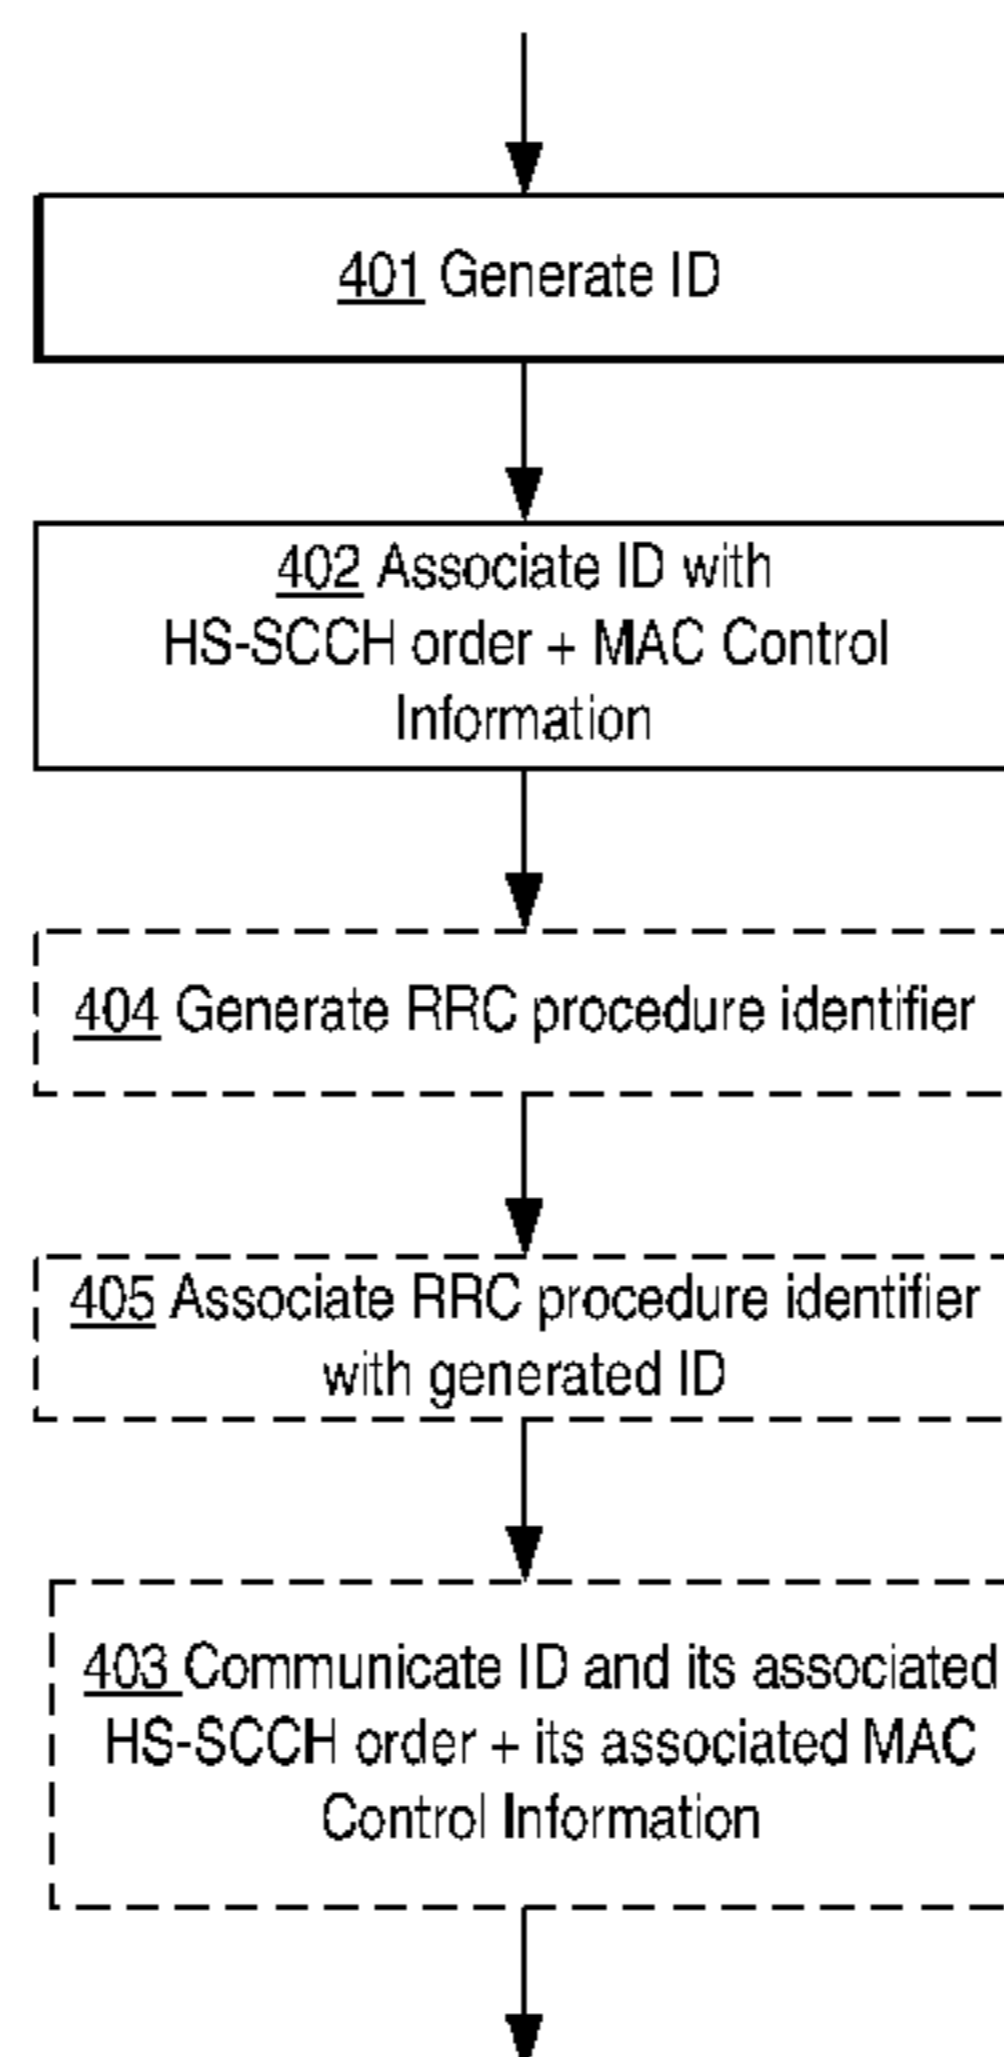 401 Generate ID
402 Associate ID with
HS-SCCH order + MAC Control
Information
404 Generate RRC procedure identifier
405 Associate RRC procedure identifier
with generated ID
403 Communicate ID and its associated
HS-SCCH order + its associated MAC
Control Information